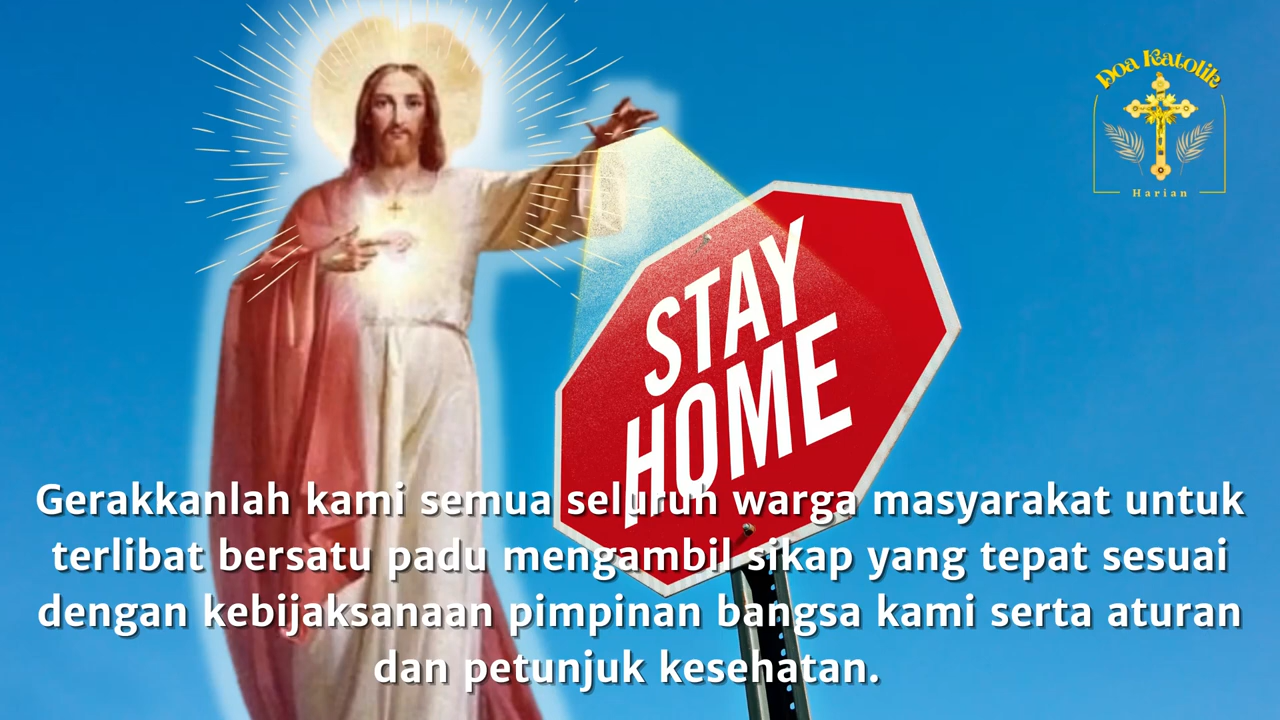 Doa Katolik
Harian
STAY
HOME
Gerakkanlah kami semua seluruh warga masyarakat untuk
terlibat bersatu padu mengambil sikap yang tepat sesuai
dengan kebijaksanaan pimpinan bangsa kami serta aturan
dan petunjuk kesehatan.